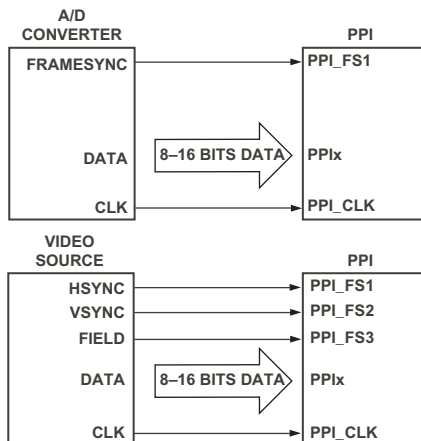 A/D
CONVERTER
PPI
FRAMESYNC
PPI_FS1
DATA
8–16 BITS DATA
PPIx
CLK
PPI_CLK
VIDEO
SOURCE
PPI
HSYNC
PPI_FS1
VSYNC
PPI_FS2
FIELD
PPI_FS3
DATA
8–16 BITS DATA
PPIx
CLK
PPI_CLK